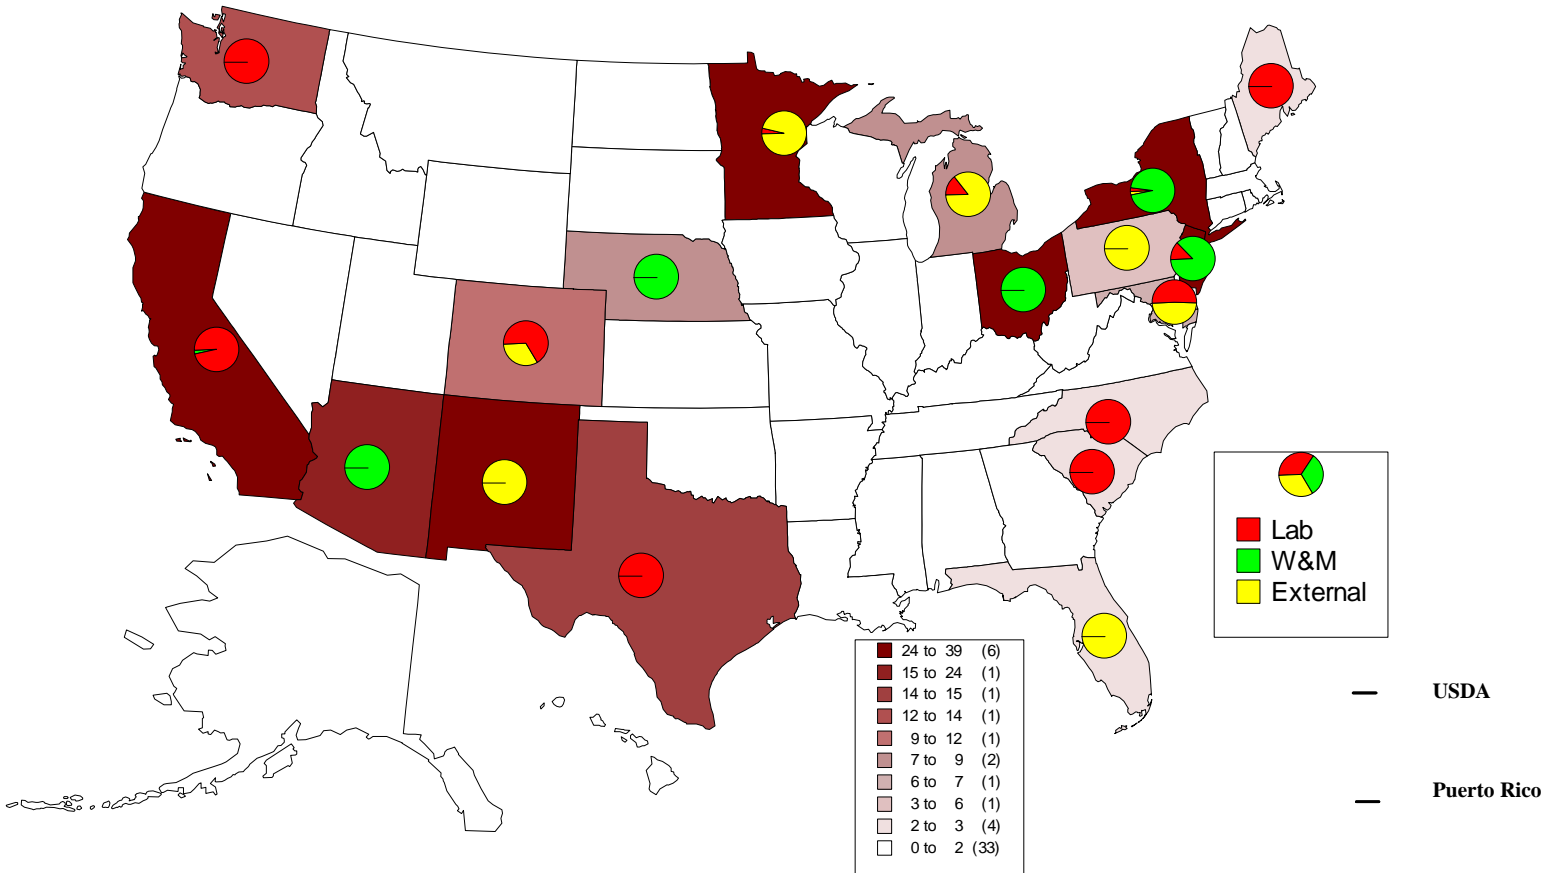 Lab
W&M
External
24 to 39 (6)
15 to 24 (1)
14 to 15 (1)
12 to 14 (1)
9 to 12 (1)
7 to 9 (2)
6 to 7 (1)
3 to 6 (1)
2 to 3 (4)
0 to 2 (33)
USDA
Puerto Rico